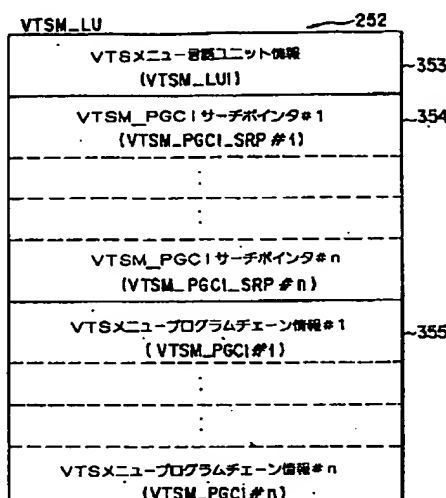 VTSM_LU
252
VTSメニュー言語ユニット情報
(VTSM_LUI)
353
VTSM_PGCIサーチポインタ#1
(VTSM_PGCI_SRP #1)
354
VTSM_PGCIサーチポインタ#n
(VTSM_PGCI_SRP #n)
VTSメニュープログラムチェーン情報#1
(VTSM_PGCI#1)
355
VTSメニュープログラムチェーン情報#n
(VTSM_PGCI#n)